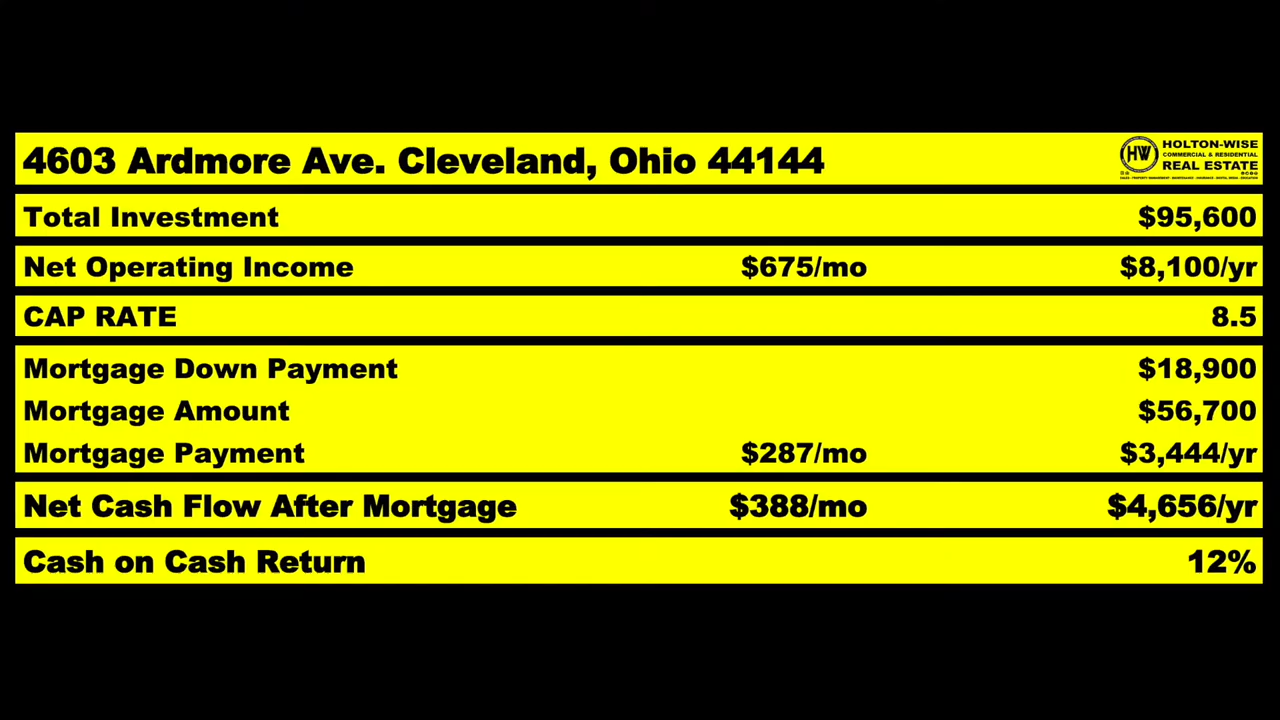 4603 Ardmore Ave. Cleveland, Ohio 44144
HW
HOLTON-WISE
COMMERCIAL & RESIDENTIAL
REAL ESTATE
Total Investment $95,600
Net Operating Income $675/mo $8,100/yr
CAP RATE 8.5
Mortgage Down Payment $18,900
Mortgage Amount $56,700
Mortgage Payment $287/mo $3,444/yr
Net Cash Flow After Mortgage $388/mo $4,656/yr
Cash on Cash Return 12%